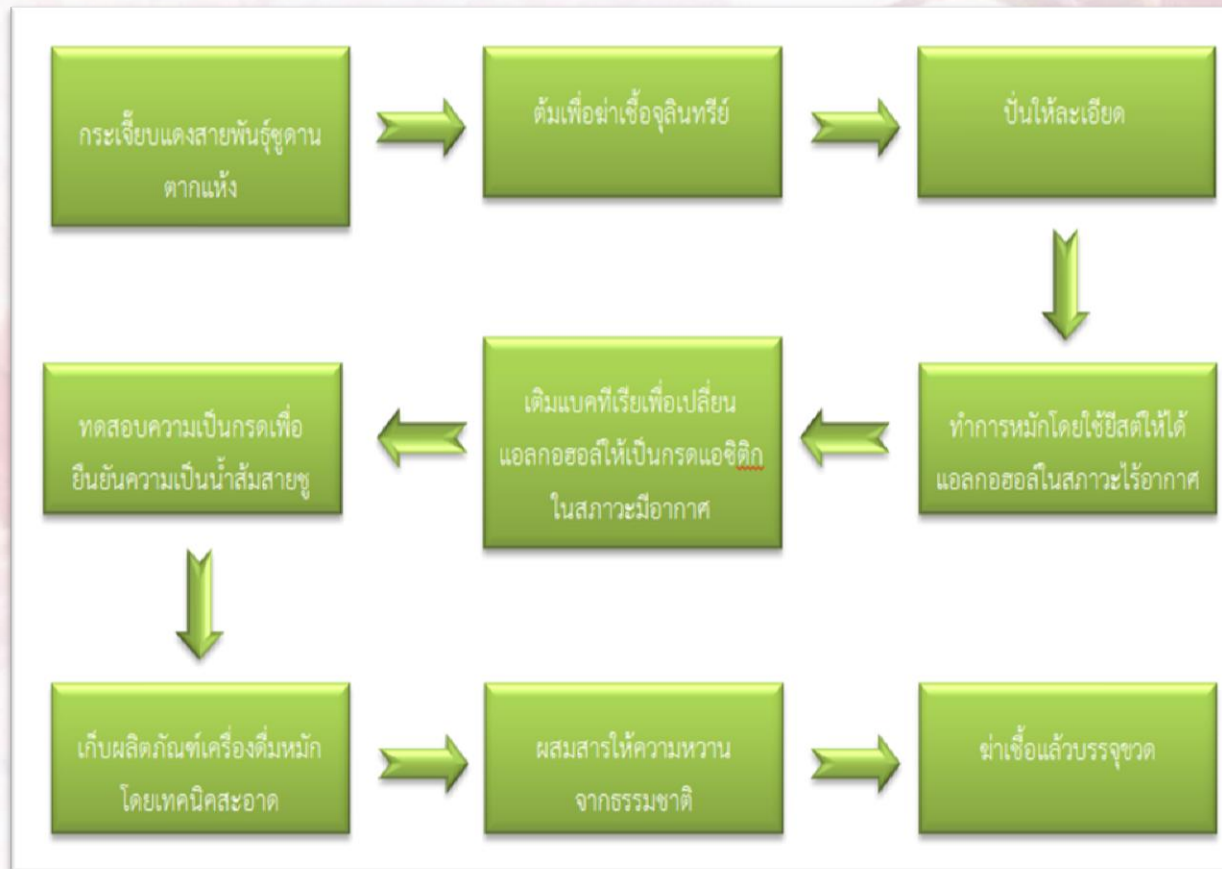 กระเจี๊ยบแดงสายพันธุ์ซูดาน
ตากแห้ง
ต้มเพื่อฆ่าเชื้อจุลินทรีย์
ปั่นให้ละเอียด
ทำการหมักโดยใช้ยีสต์ให้ได้
แอลกอฮอล์ในสภาวะไร้อากาศ
เติมแบคทีเรียเพื่อเปลี่ยน
แอลกอฮอล์ให้เป็นกรดแอซิติก
ในสภาวะมีอากาศ
ทดสอบความเป็นกรดเพื่อ
ยืนยันความเป็นน้ำส้มสายชู
เก็บผลิตภัณฑ์เครื่องดื่มหมัก
โดยเทคนิคสะอาด
ผสมสารให้ความหวาน
จากธรรมชาติ
ฆ่าเชื้อแล้วบรรจุขวด